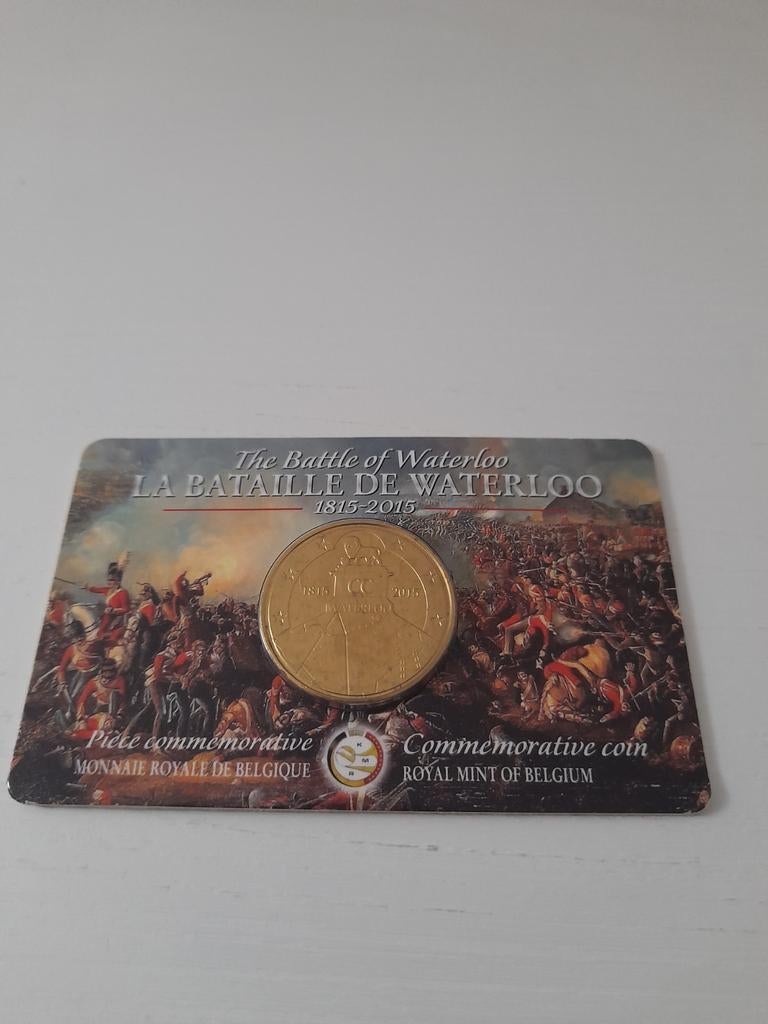 The Battle of Waterloo
LA BATAILLE DE WATERLOO
1815-2015
1815 CC 2015
WATERLOO
Pièce commémorative
MONNAIE ROYALE DE BELGIQUE
K
M
B
Commemorative coin
ROYAL MINT OF BELGIUM